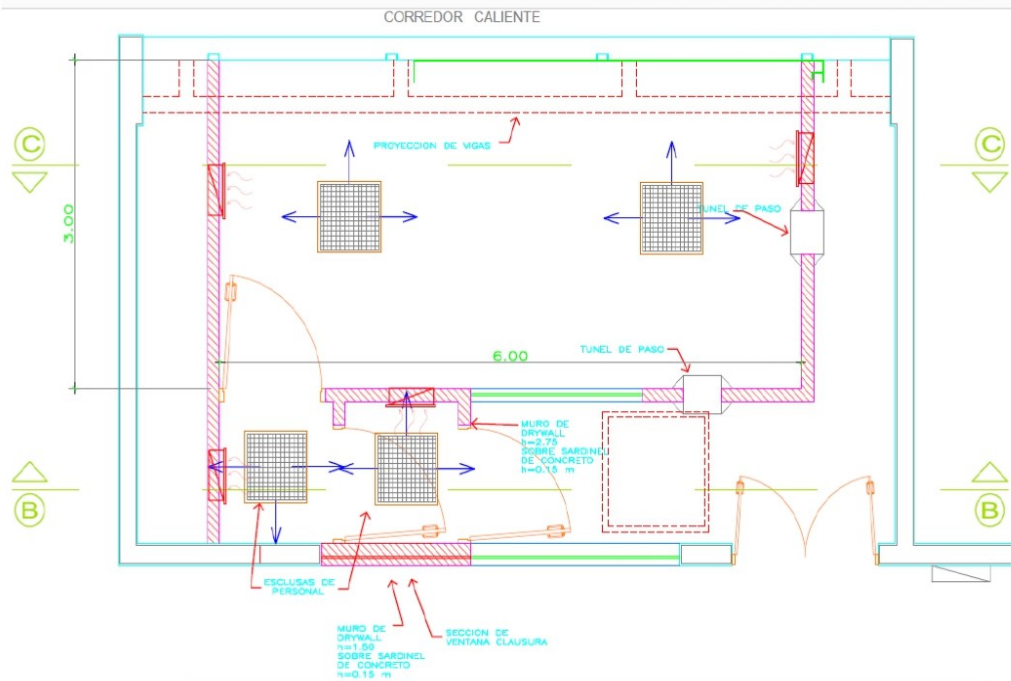 CORREDOR CALIENTE
C
C
PROYECCION DE VIGAS
3.00
TUNEL DE PASO
6.00
TUNEL DE PASO
MURO DE
DRYWALL
h=2.75
SOBRE SARDINEL
DE CONCRETO
h=0.15 m
B
B
ESCLUSAS DE
PERSONAL
MURO DE
DRYWALL
h=1.50
SOBRE SARDINEL
DE CONCRETO
h=0.15 m
SECCION DE
VENTANA CLAUSURA